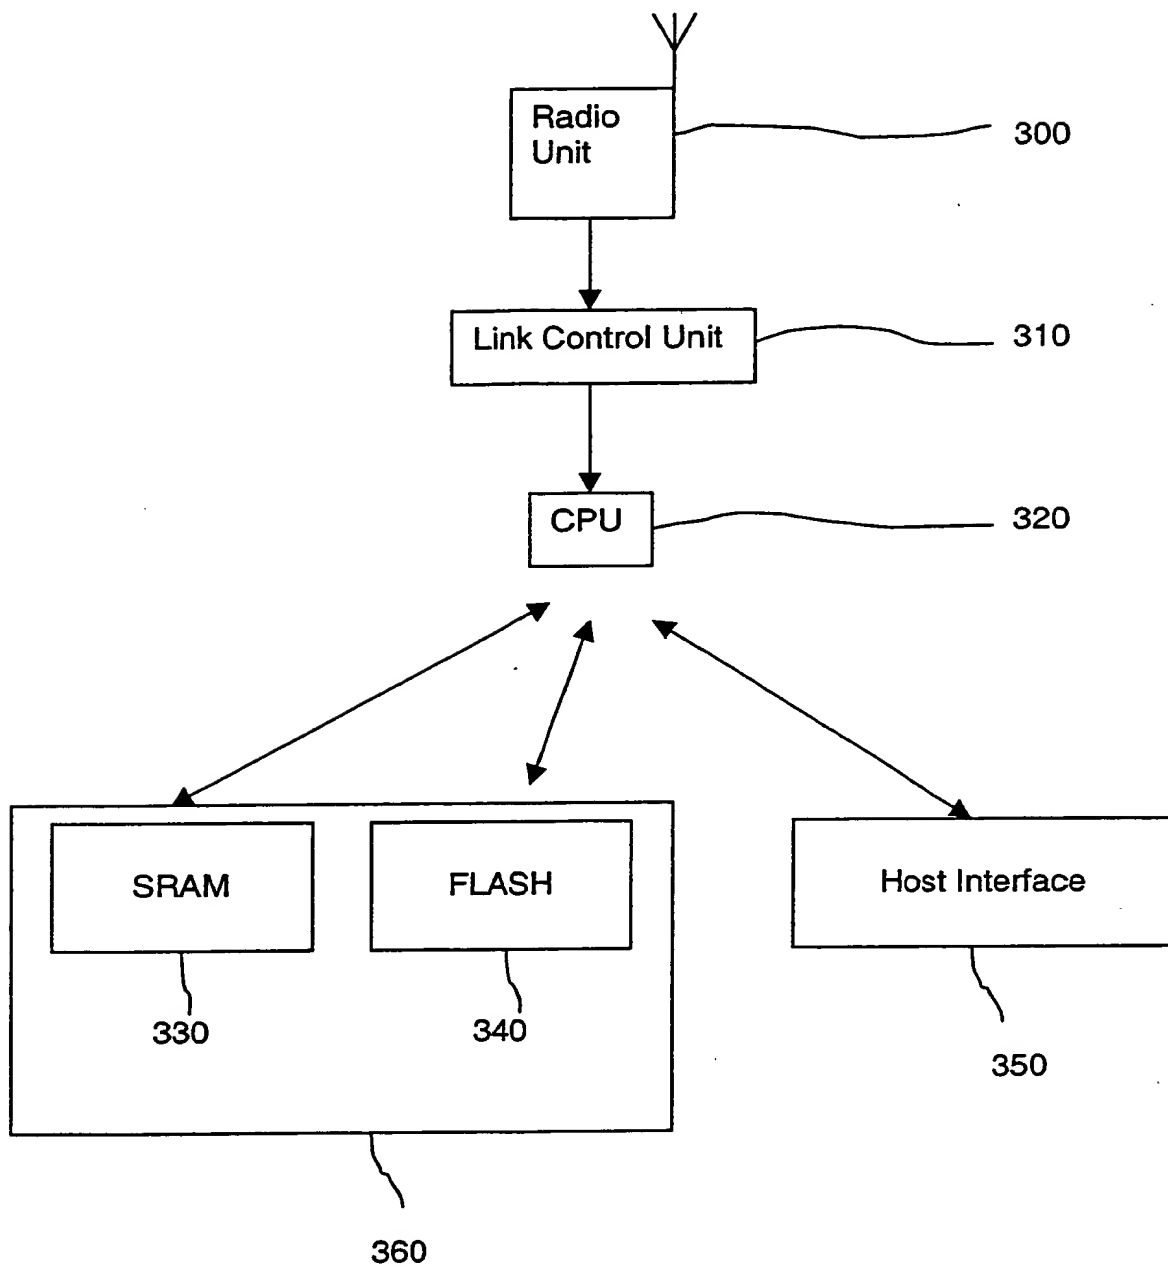 Radio
Unit
300
Link Control Unit
310
CPU
320
SRAM
FLASH
Host Interface
330
340
350
360